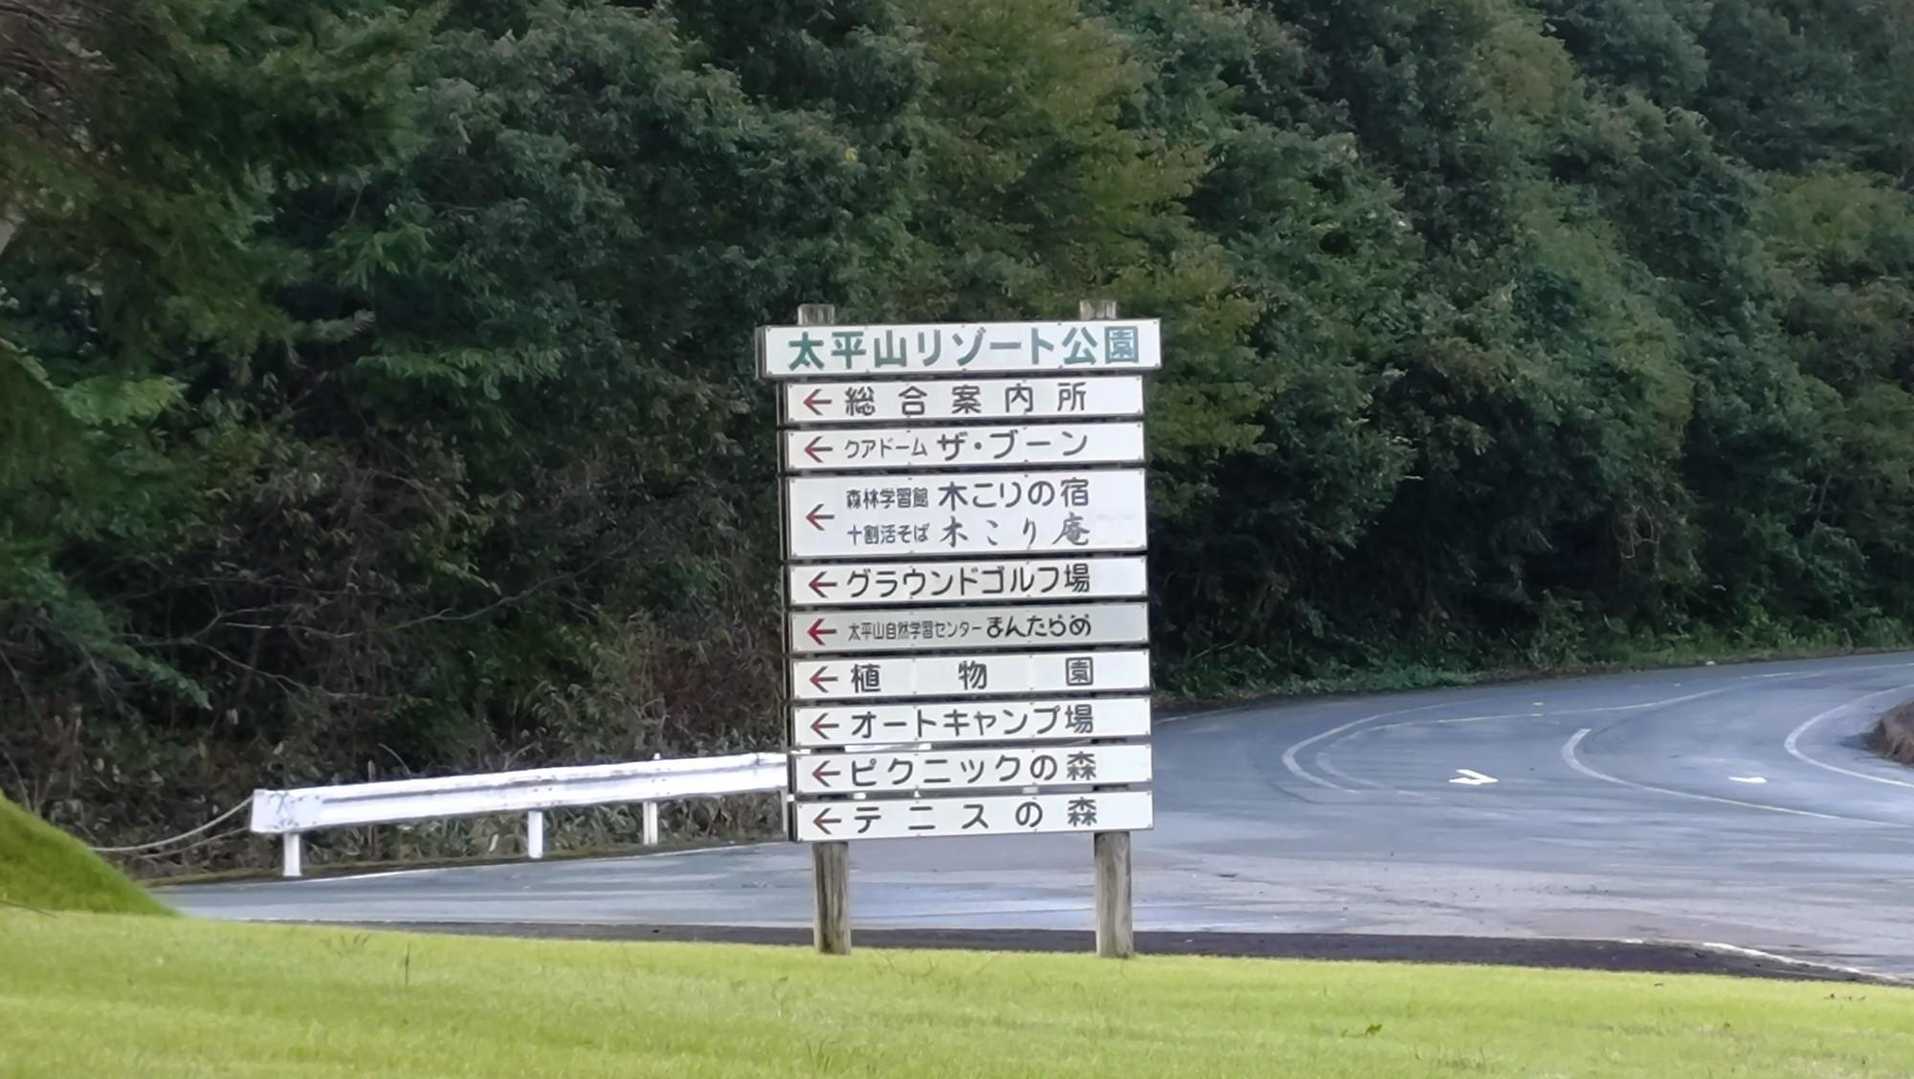 太平山リゾート公園
←総合案内所
←クアドーム ザ・ブーン
←森林学習館 木こりの宿
十割活そば 木こり庵
←グラウンドゴルフ場
←太平山自然学習センター まんたらめ
←植物園
←オートキャンプ場
←ピクニックの森
←テニスの森